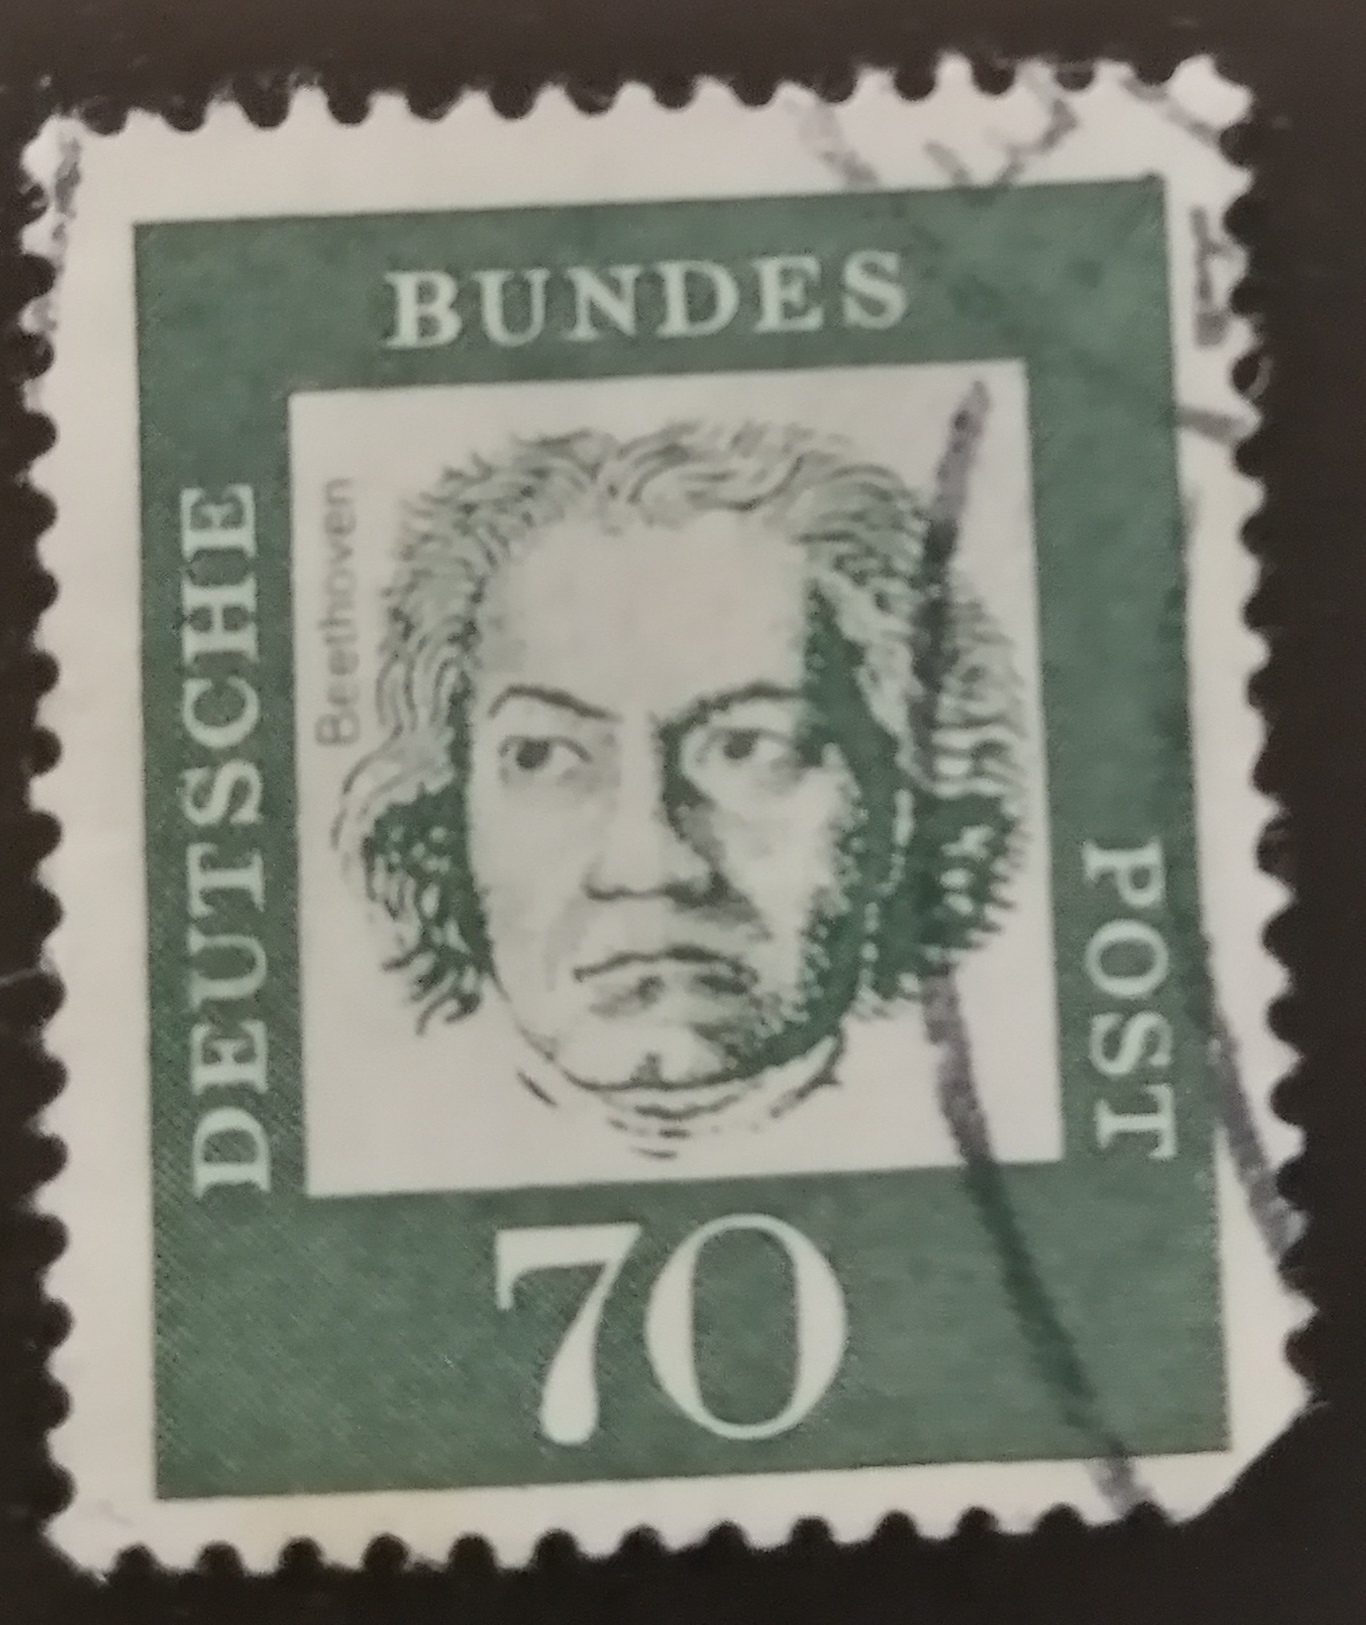 DEUTSCHE
BUNDES
POST
Beethoven
70